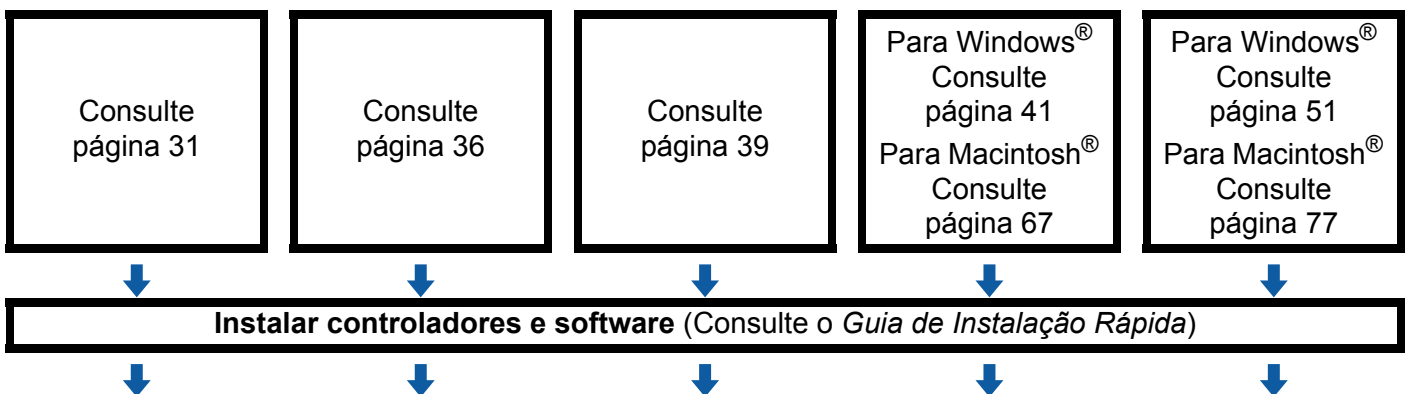 Consulte
página 31
Consulte
página 36
Consulte
página 39
Para Windows®
Consulte
página 41
Para Macintosh®
Consulte
página 67
Para Windows®
Consulte
página 51
Para Macintosh®
Consulte
página 77
Instalar controladores e software (Consulte o Guia de Instalação Rápida)